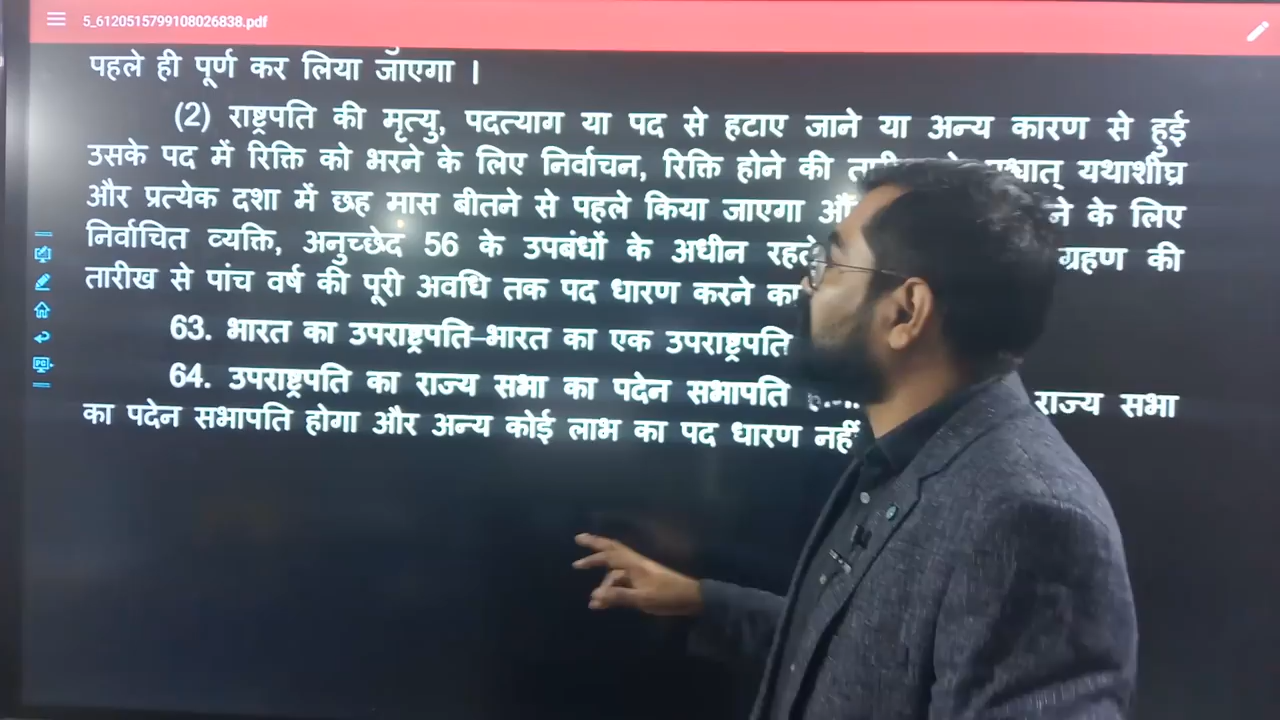 5_6120515799108026838.pdf
पहले ही पूर्ण कर लिया जाएगा ।
(2) राष्ट्रपति की मृत्यु, पदत्याग या पद से हटाए जाने या अन्य कारण से हुई
उसके पद में रिक्ति को भरने के लिए निर्वाचन, रिक्ति होने की यथाशीघ्र
और प्रत्येक दशा में छह मास बीतने से पहले किया जाएगा के लिए
निर्वाचित व्यक्ति, अनुच्छेद 56 के उपबंधों के अधीन ग्रहण की
तारीख से पांच वर्ष की पूरी अवधि तक पद धारण करने
63. भारत का उपराष्ट्रपति–भारत का एक उपराष्ट्रपति
64. उपराष्ट्रपति का राज्य सभा का पदेन सभापति राज्य सभा
का पदेन सभापति होगा और अन्य कोई लाभ का पद धारण नहीं